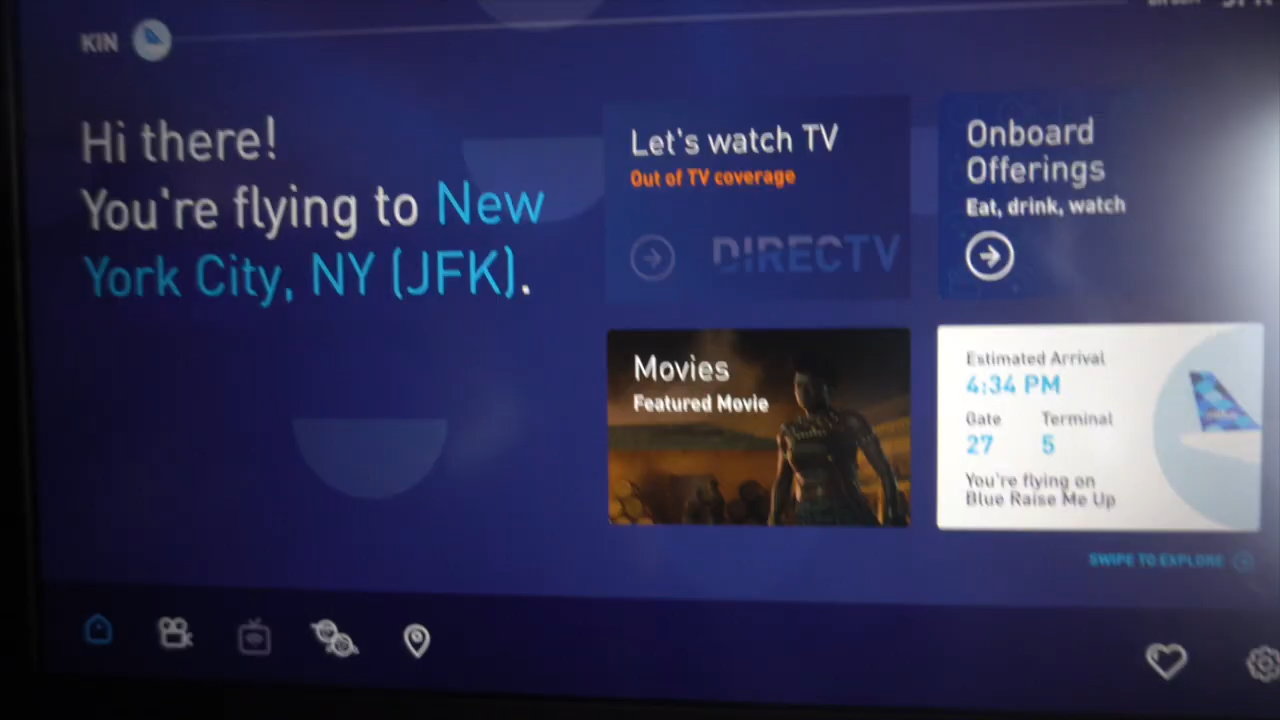 KIN
Hi there!
You're flying to New
York City, NY (JFK).
Let's watch TV
Out of TV coverage
DIRECTV
Onboard
Offerings
Eat, drink, watch
Movies
Featured Movie
Estimated Arrival
4:34 PM
Gate Terminal
27 5
You're flying on
Blue Raise Me Up
SWIPE TO EXPLORE